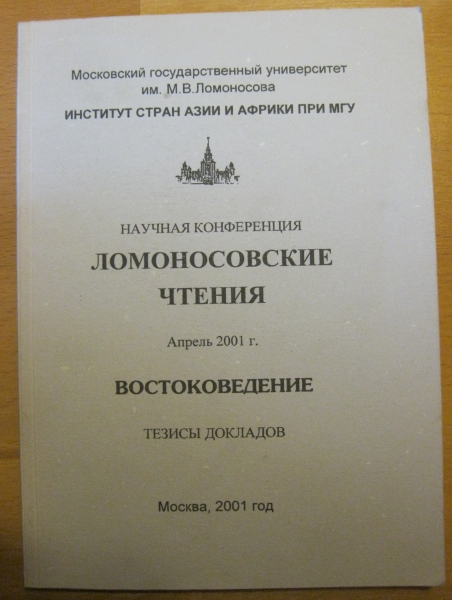 Московский государственный университет
им. М.В.Ломоносова
ИНСТИТУТ СТРАН АЗИИ И АФРИКИ ПРИ МГУ
НАУЧНАЯ КОНФЕРЕНЦИЯ
ЛОМОНОСОВСКИЕ
ЧТЕНИЯ
Апрель 2001 г.
ВОСТОКОВЕДЕНИЕ
ТЕЗИСЫ ДОКЛАДОВ
Москва, 2001 год